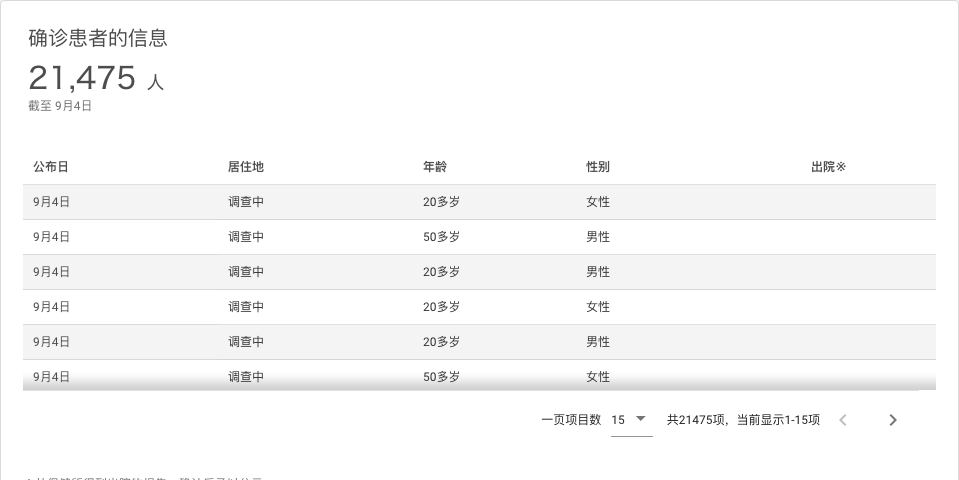 确诊患者的信息
21,475 人
截至 9月4日
公布日 居住地 年龄 性别 出院※
9月4日 调查中 20多岁 女性
9月4日 调查中 50多岁 男性
9月4日 调查中 20多岁 男性
9月4日 调查中 20多岁 女性
9月4日 调查中 20多岁 男性
9月4日 调查中 50多岁 女性
一页项目数 15 共21475项，当前显示1-15项